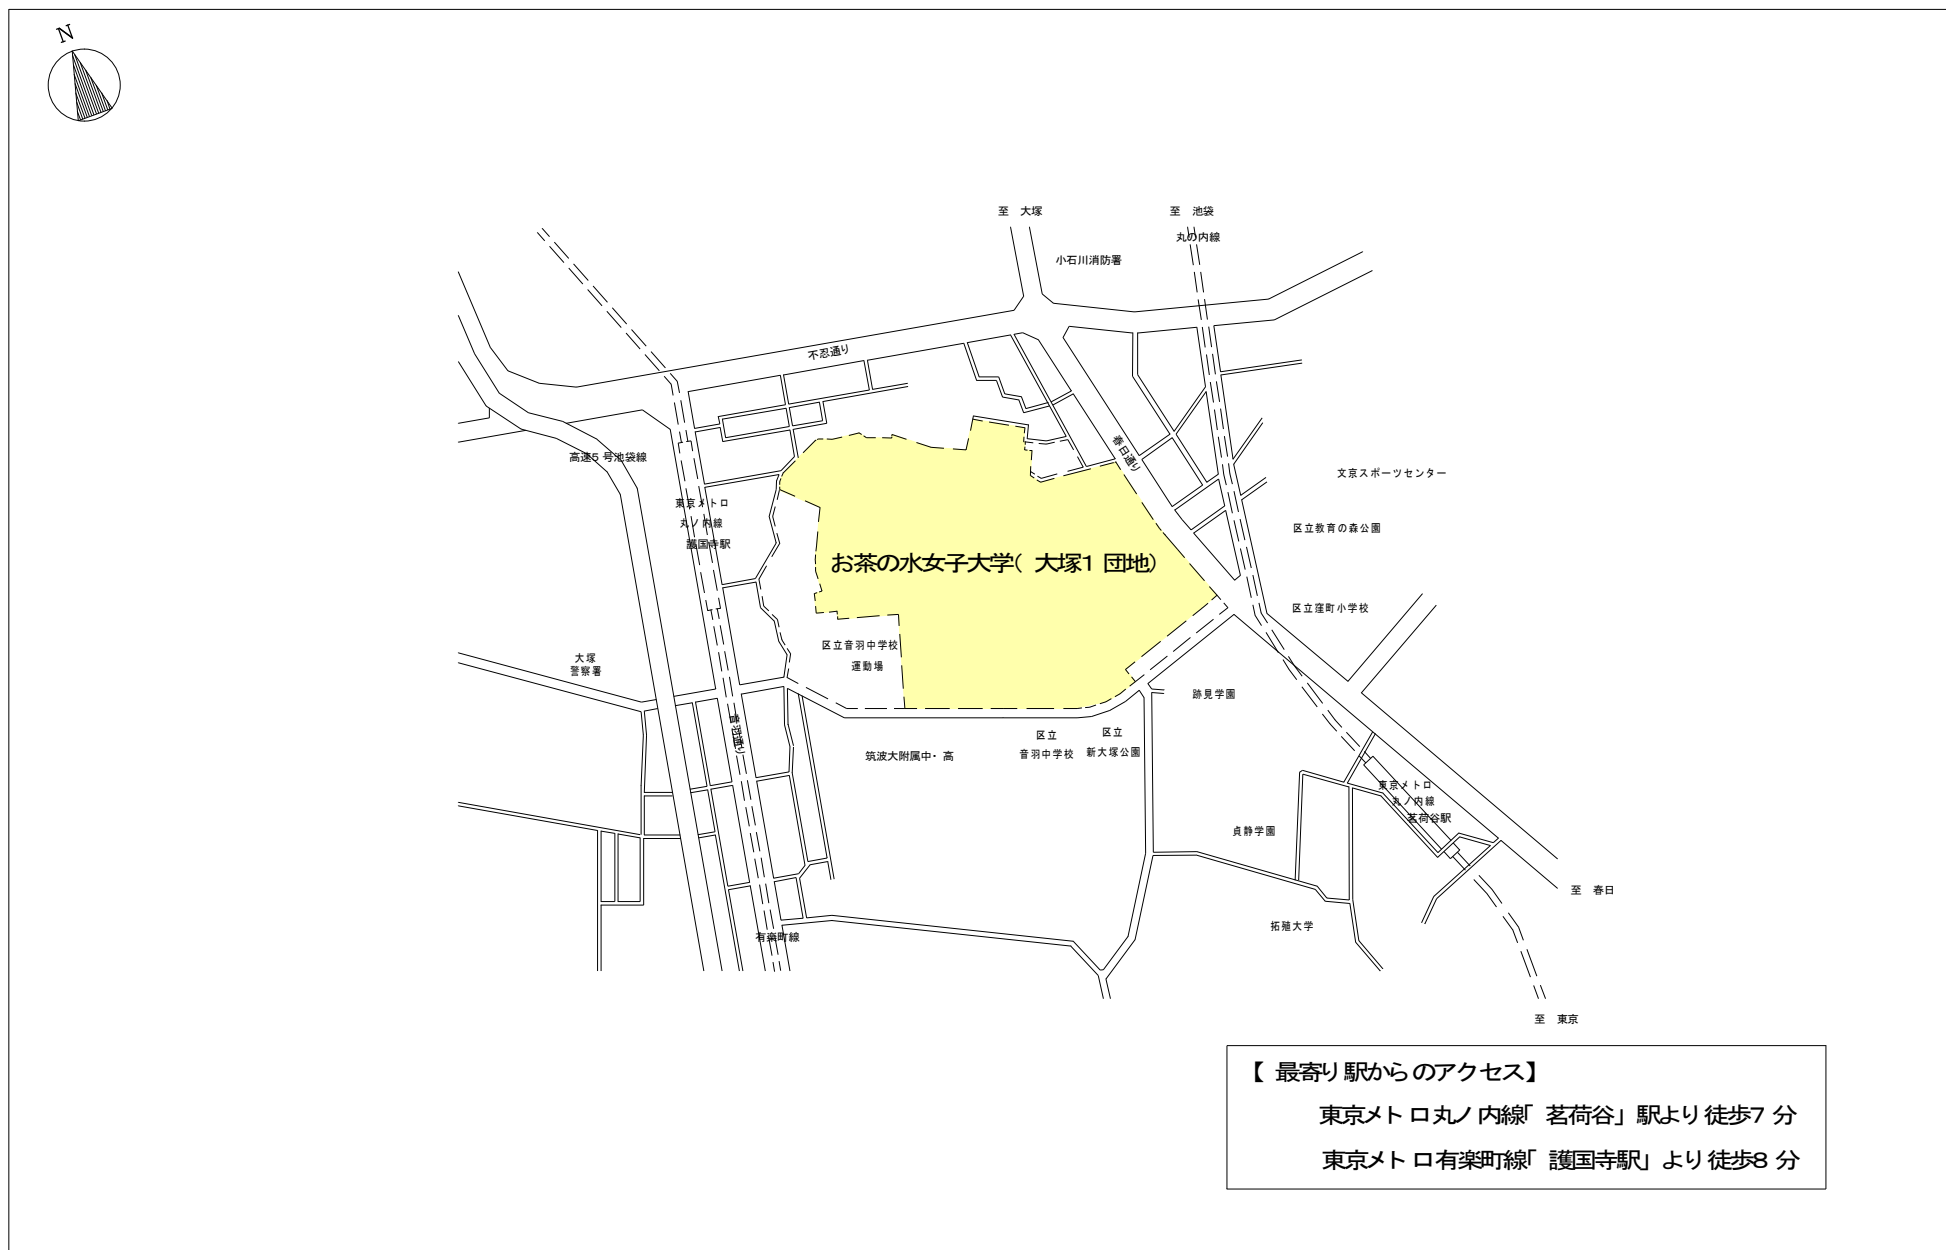 N
至 大塚
至 池袋
丸の内線
小石川消防署
不忍通り
春日通り
高速5号池袋線
文京スポーツセンター
東京メトロ
丸ノ内線
護国寺駅
区立教育の森公園
お茶の水女子大学(大塚1団地)
区立窪町小学校
区立音羽中学校
運動場
大塚
警察署
跡見学園
音羽通り
区立
音羽中学校
区立
新大塚公園
筑波大附属中・高
東京メトロ
丸ノ内線
茗荷谷駅
貞静学園
至 春日
拓殖大学
有楽町線
至 東京
【最寄り駅からのアクセス】
東京メトロ丸ノ内線「茗荷谷」駅より徒歩7分
東京メトロ有楽町線「護国寺駅」より徒歩8分